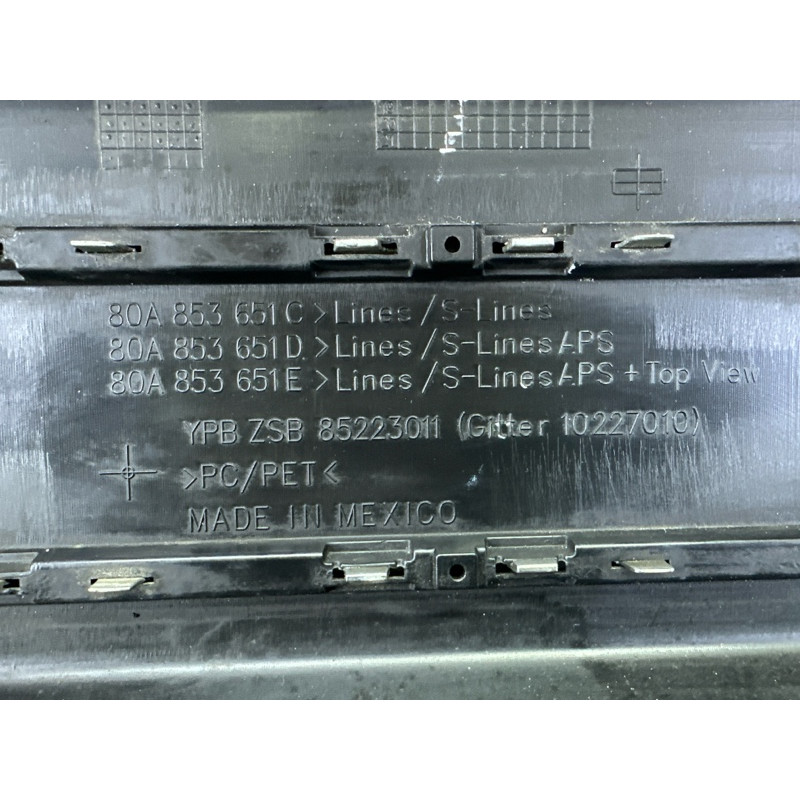 80A 853 651 C >Lines /S-Lines
80A 853 651 D >Lines /S-Lines APS
80A 853 651 E >Lines /S-Lines APS + Top View
YPB ZSB 85223011 (Gitter 10227010)
>PC/PET<
MADE IN MEXICO